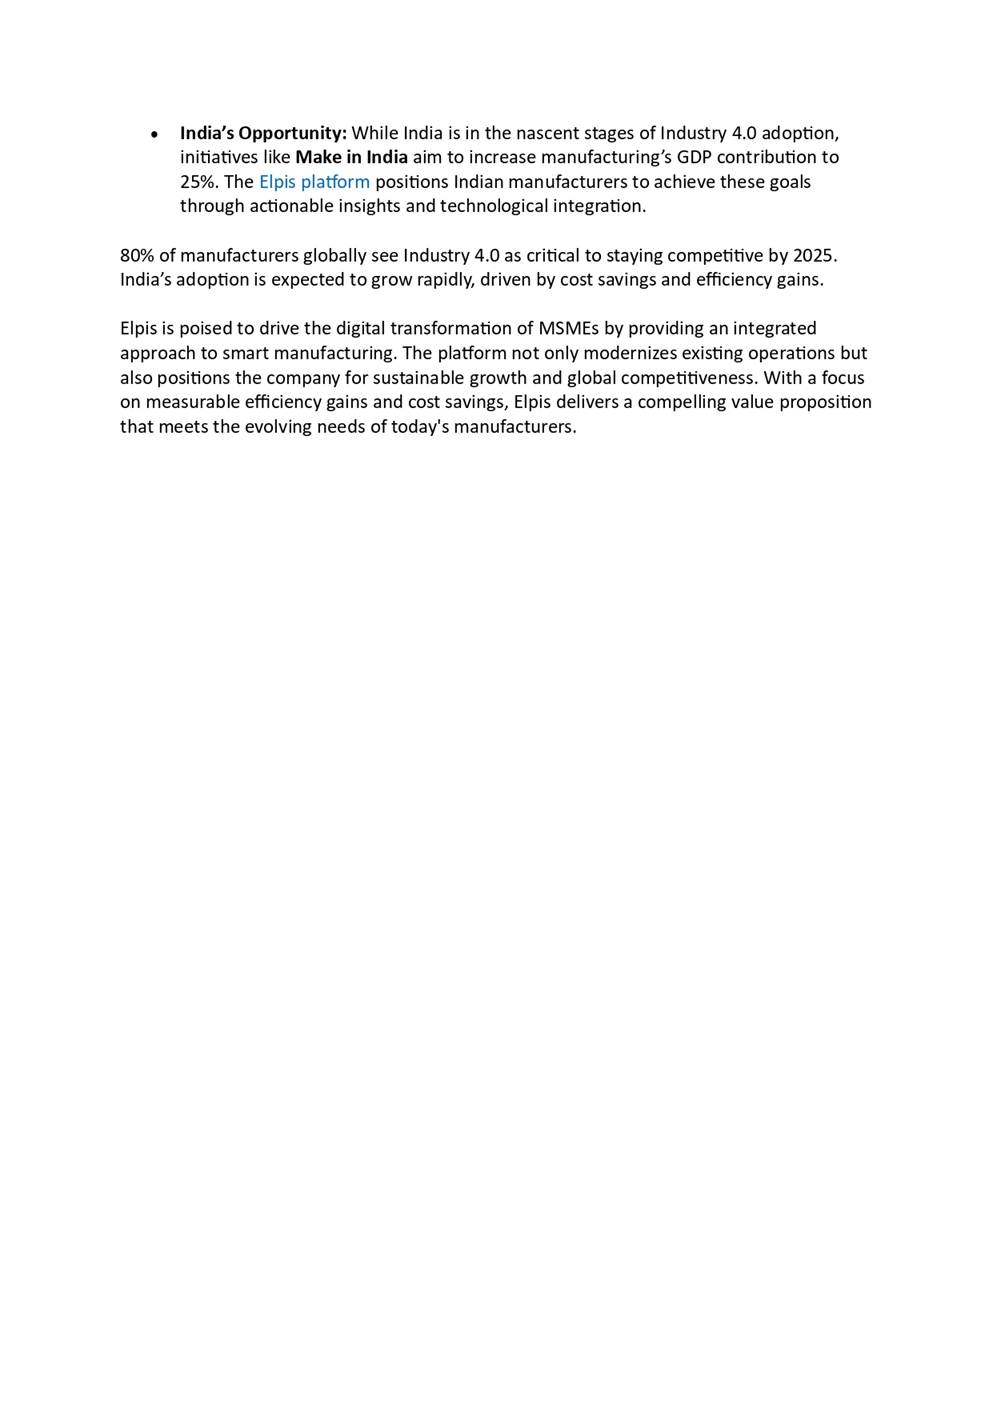 • India’s Opportunity: While India is in the nascent stages of Industry 4.0 adoption,
initiatives like Make in India aim to increase manufacturing’s GDP contribution to
25%. The Elpis platform positions Indian manufacturers to achieve these goals
through actionable insights and technological integration.
80% of manufacturers globally see Industry 4.0 as critical to staying competitive by 2025.
India’s adoption is expected to grow rapidly, driven by cost savings and efficiency gains.
Elpis is poised to drive the digital transformation of MSMEs by providing an integrated
approach to smart manufacturing. The platform not only modernizes existing operations but
also positions the company for sustainable growth and global competitiveness. With a focus
on measurable efficiency gains and cost savings, Elpis delivers a compelling value proposition
that meets the evolving needs of today's manufacturers.